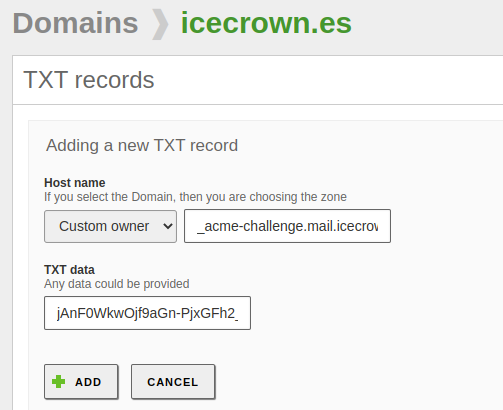 Domains ❯ icecrown.es
TXT records
Adding a new TXT record
Host name
If you select the Domain, then you are choosing the zone
Custom owner _acme-challenge.mail.icecrow
TXT data
Any data could be provided
jAnF0WkwOjf9aGn-PjxGFh2_
ADD CANCEL